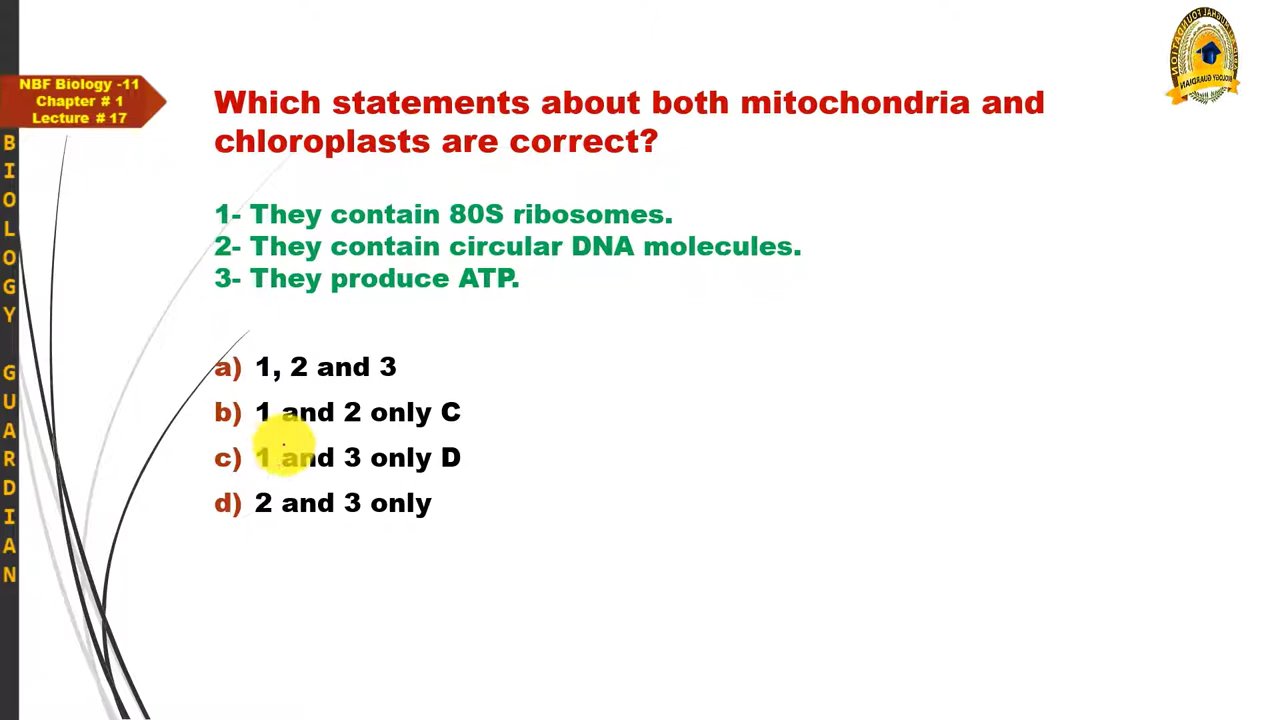 NBF Biology -11
Chapter # 1
Lecture # 17
BIOLOGY GUARDIAN
Which statements about both mitochondria and
chloroplasts are correct?
1- They contain 80S ribosomes.
2- They contain circular DNA molecules.
3- They produce ATP.
a) 1, 2 and 3
b) 1 and 2 only C
c) 1 and 3 only D
d) 2 and 3 only
BIOLOGY GUARDIAN